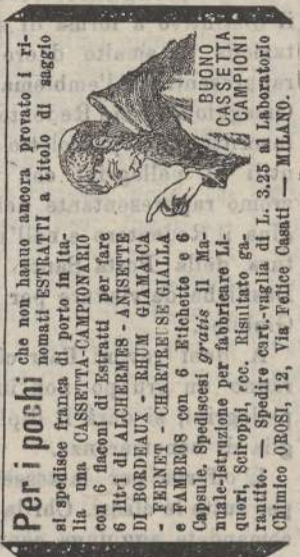 Per i pochi che non hanno ancora provato i ri-
nomati ESTRATTI a titolo di saggio
si spedisce franca di porto in Ita-
lia una CASSETTA CAMPIONARIO
con 6 flaconi di Estratti per fare
6 litri di ALCHERMES - ANISETTE
DI BORDEAUX - RHUM GIAMAICA
- FERNET - CHARTREUSE GIALLA
e FAMBROS con 6 Etichette e 6
Capsule. Spediscesi gratis il Ma-
nuale-istruzione per fabbricare Li-
quori, Sciroppi, ecc. Risultato ga-
rantito. — Spedire cart.-vaglia di L. 3,25 al Laboratorio
Chimico OROSI, 12, Via Felice Casati — MILANO.
BUONO
CASSETTA
CAMPIONI